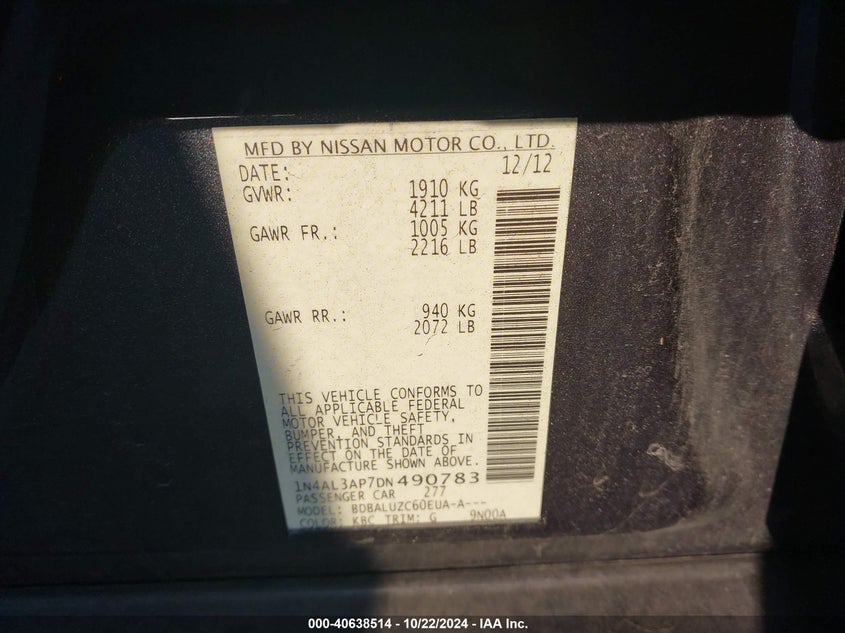 MFD BY NISSAN MOTOR CO., LTD.
DATE: 12/12
GVWR: 1910 KG
4211 LB
GAWR FR.: 1005 KG
2216 LB
GAWR RR.: 940 KG
2072 LB
THIS VEHICLE CONFORMS TO
ALL APPLICABLE FEDERAL
MOTOR VEHICLE SAFETY,
BUMPER, AND THEFT
PREVENTION STANDARDS IN
EFFECT ON THE DATE OF
MANUFACTURE SHOWN ABOVE.
1N4AL3AP7DN490783
PASSENGER CAR 277
MODEL: BDBALUZC60EUA-A---
COLOR: KBC TRIM: G 9N00A
000-40638514 - 10/22/2024 - IAA Inc.